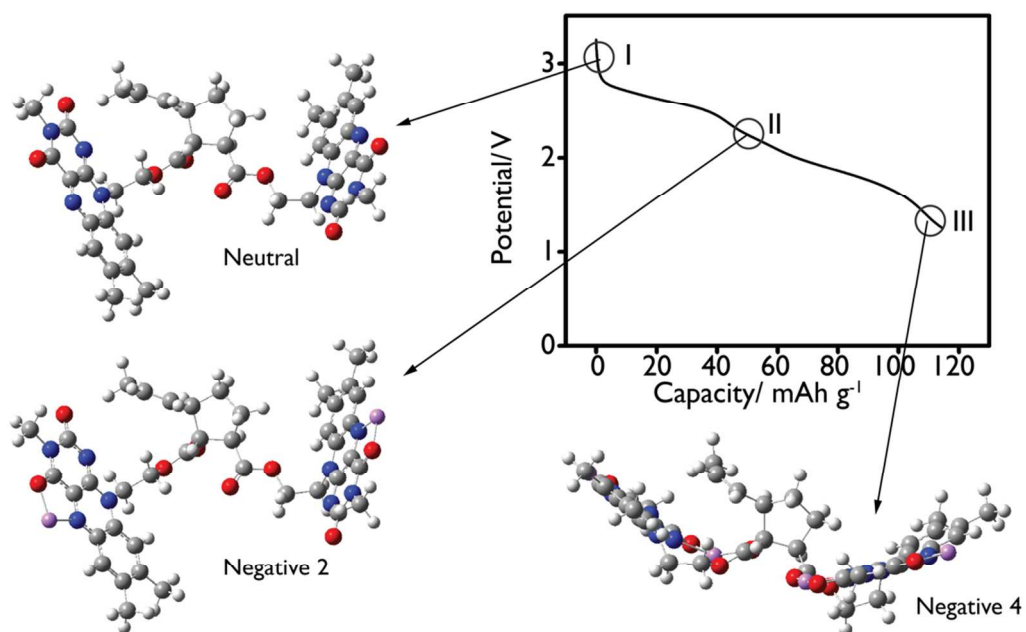 Neutral
Negative 2
Potential/ V
3
2
1
0
I
II
III
0 20 40 60 80 100 120
Capacity/ mAh g⁻¹
Negative 4